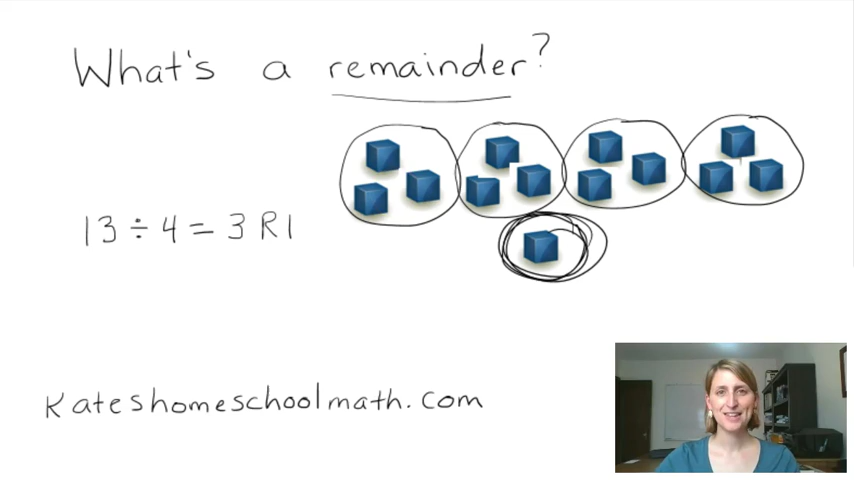 What's a remainder?
13 ÷ 4 = 3 R1
Kateshomeschoolmath.com